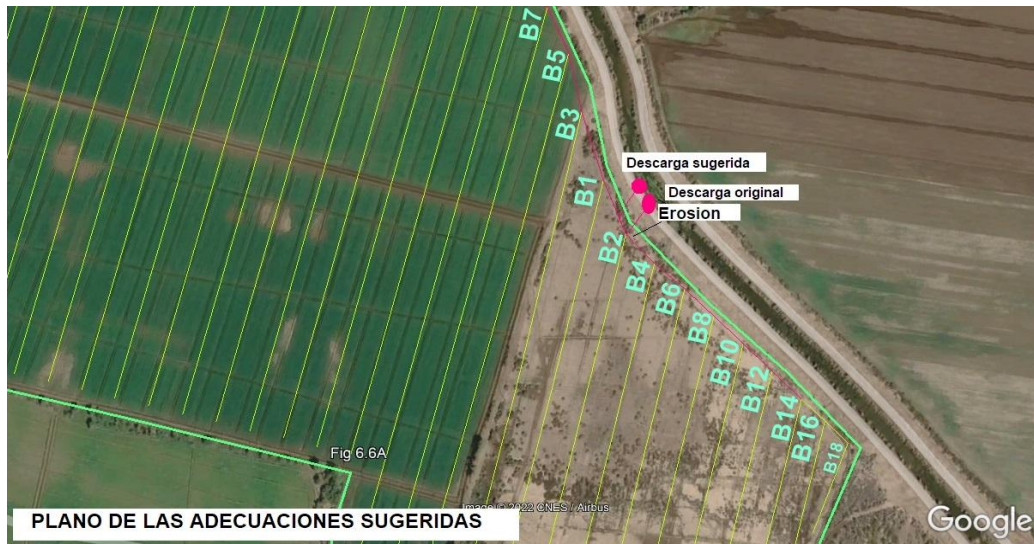 B7
B5
B3
Descarga sugerida
B1
Descarga original
Erosion
B2
B4
B6
B8
B10
B12
B14
B16
B18
Fig 6.6A
Image © 2022 CNES / Airbus
PLANO DE LAS ADECUACIONES SUGERIDAS
Google